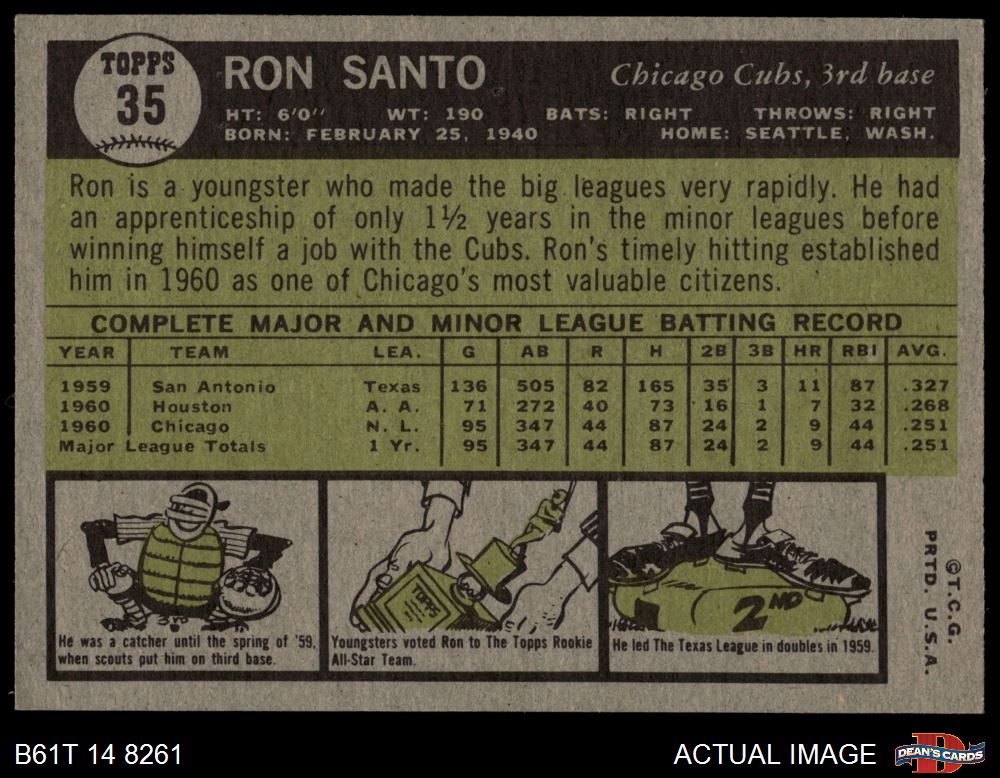 TOPPS
35
RON SANTO
Chicago Cubs, 3rd base
HT: 6'0" WT: 190 BATS: RIGHT THROWS: RIGHT
BORN: FEBRUARY 25, 1940 HOME: SEATTLE, WASH.
Ron is a youngster who made the big leagues very rapidly. He had
an apprenticeship of only 1½ years in the minor leagues before
winning himself a job with the Cubs. Ron's timely hitting established
him in 1960 as one of Chicago's most valuable citizens.
COMPLETE MAJOR AND MINOR LEAGUE BATTING RECORD
YEAR TEAM LEA. G AB R H 2B 3B HR RBI AVG.
1959 San Antonio Texas 136 505 82 165 35 3 11 87 .327
1960 Houston A. A. 71 272 40 73 16 1 7 32 .268
1960 Chicago N. L. 95 347 44 87 24 2 9 44 .251
Major League Totals 1 Yr. 95 347 44 87 24 2 9 44 .251
He was a catcher until the spring of '59,
when scouts put him on third base.
TOPPS
Youngsters voted Ron to The Topps Rookie
All-Star Team.
2ND
He led The Texas League in doubles in 1959.
©T.C.G.
PRTD. U.S.A.
B61T 14 8261
ACTUAL IMAGE
DEAN'S CARDS